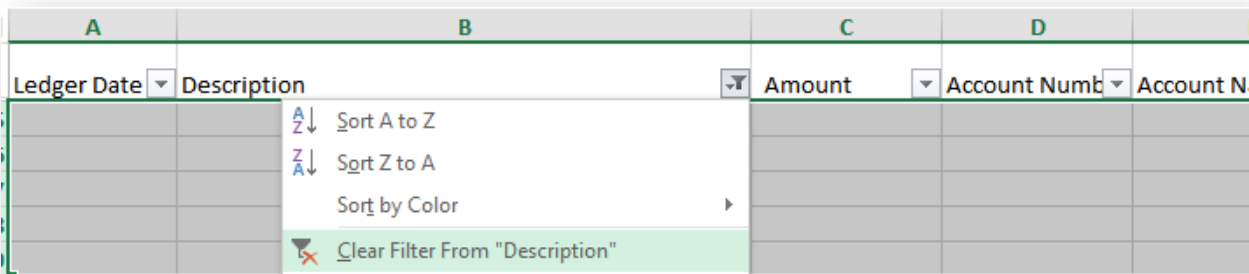 A B C D
Ledger Date Description Amount Account Numb Account N
Sort A to Z
Sort Z to A
Sort by Color
Clear Filter From "Description"